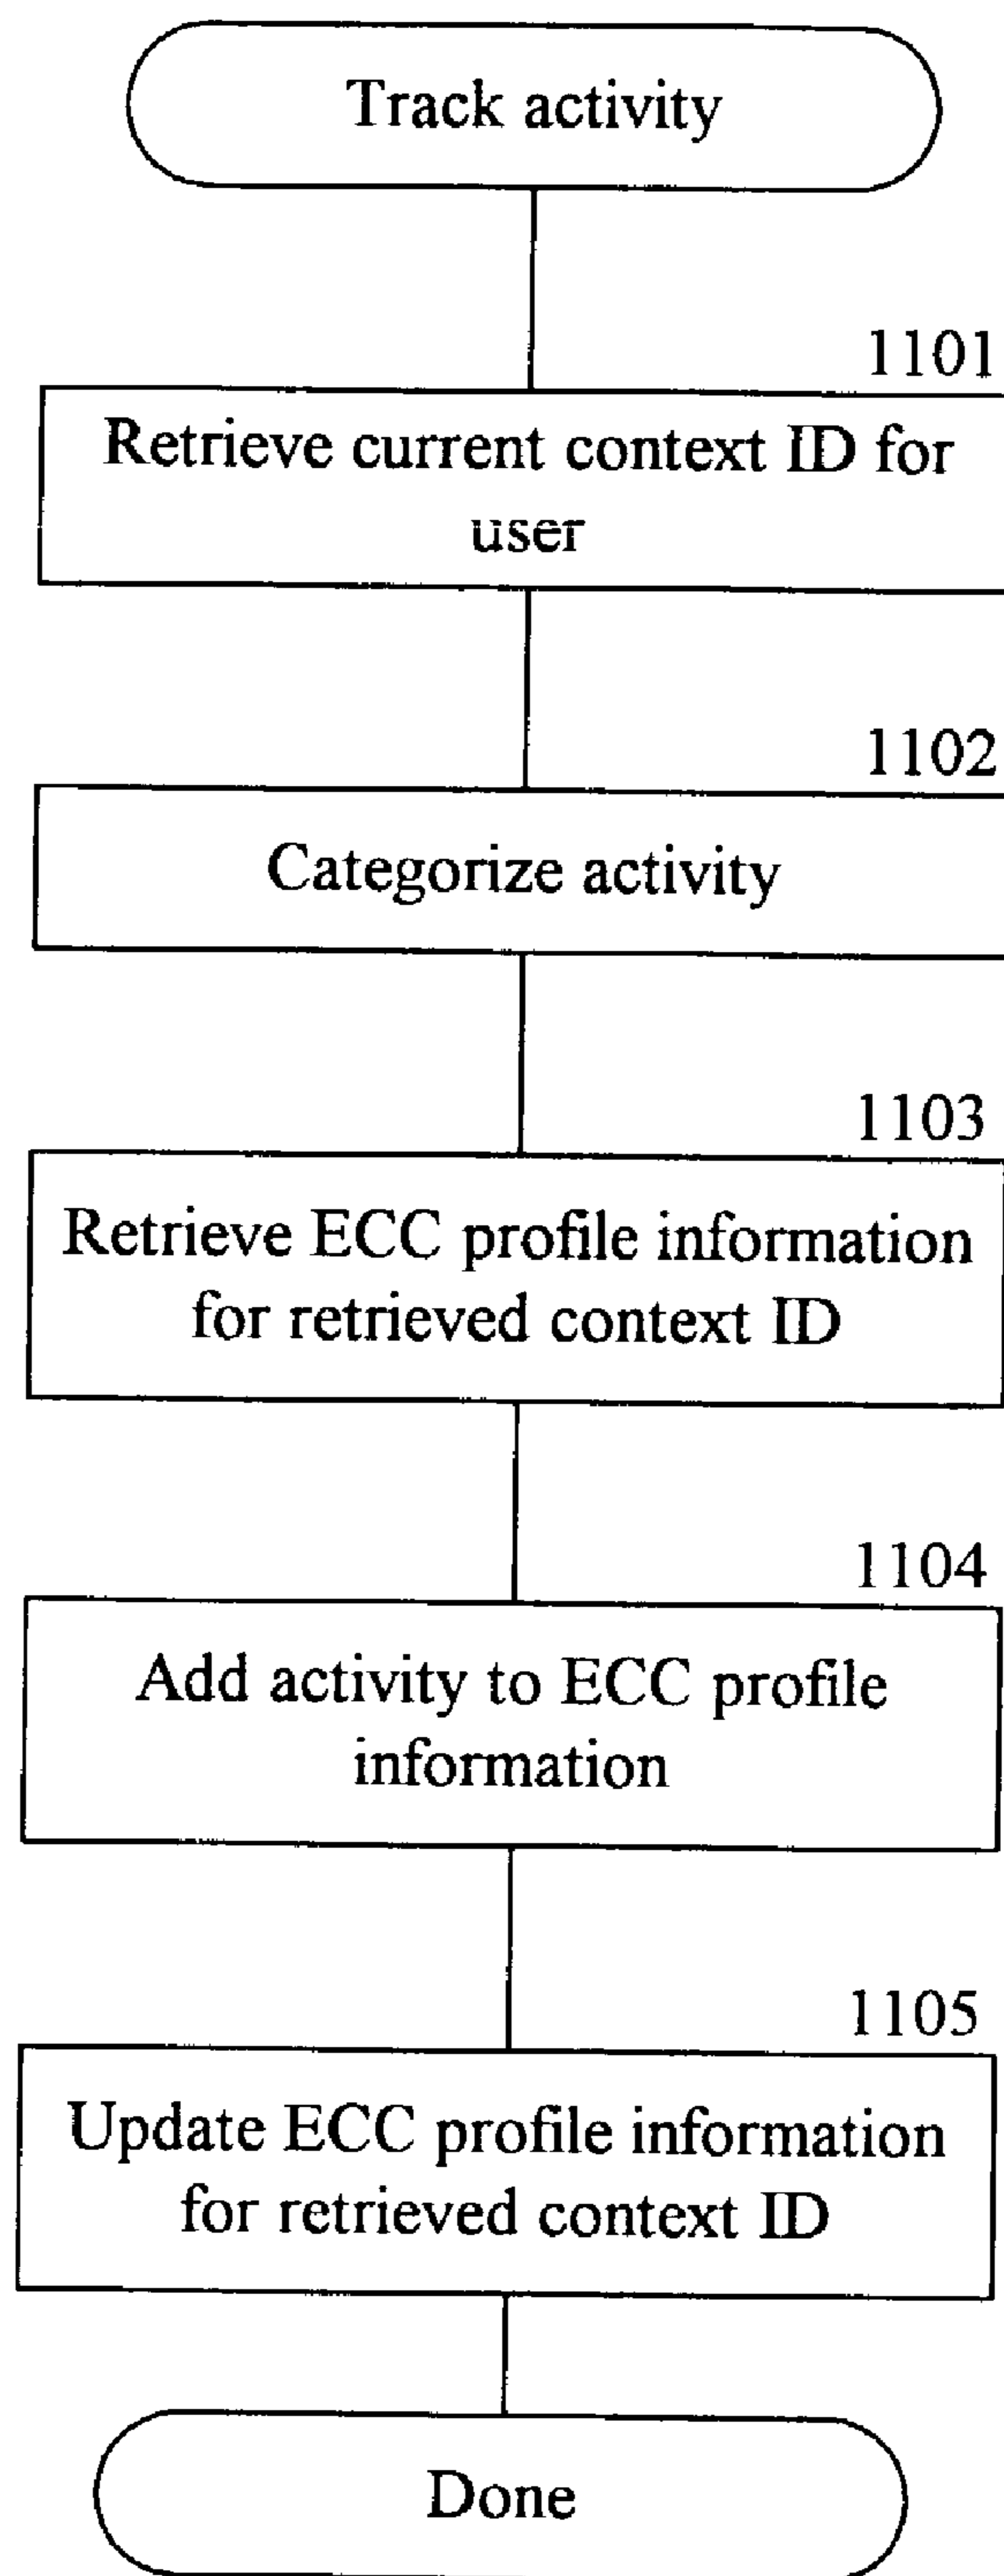 Track activity
1101
Retrieve current context ID for
user
1102
Categorize activity
1103
Retrieve ECC profile information
for retrieved context ID
1104
Add activity to ECC profile
information
1105
Update ECC profile information
for retrieved context ID
Done